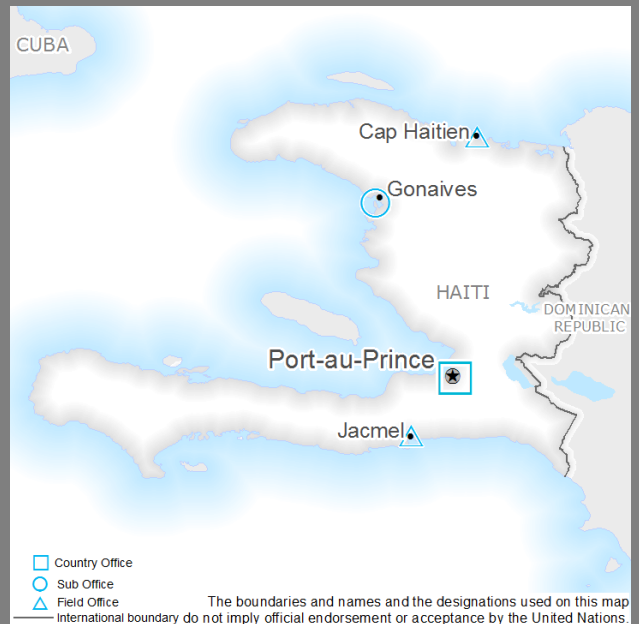 CUBA
Cap Haitien
Gonaives
HAITI
DOMINICAN
REPUBLIC
Port-au-Prince
Jacmel
Country Office
Sub Office
Field Office
The boundaries and names and the designations used on this map
International boundary do not imply official endorsement or acceptance by the United Nations.